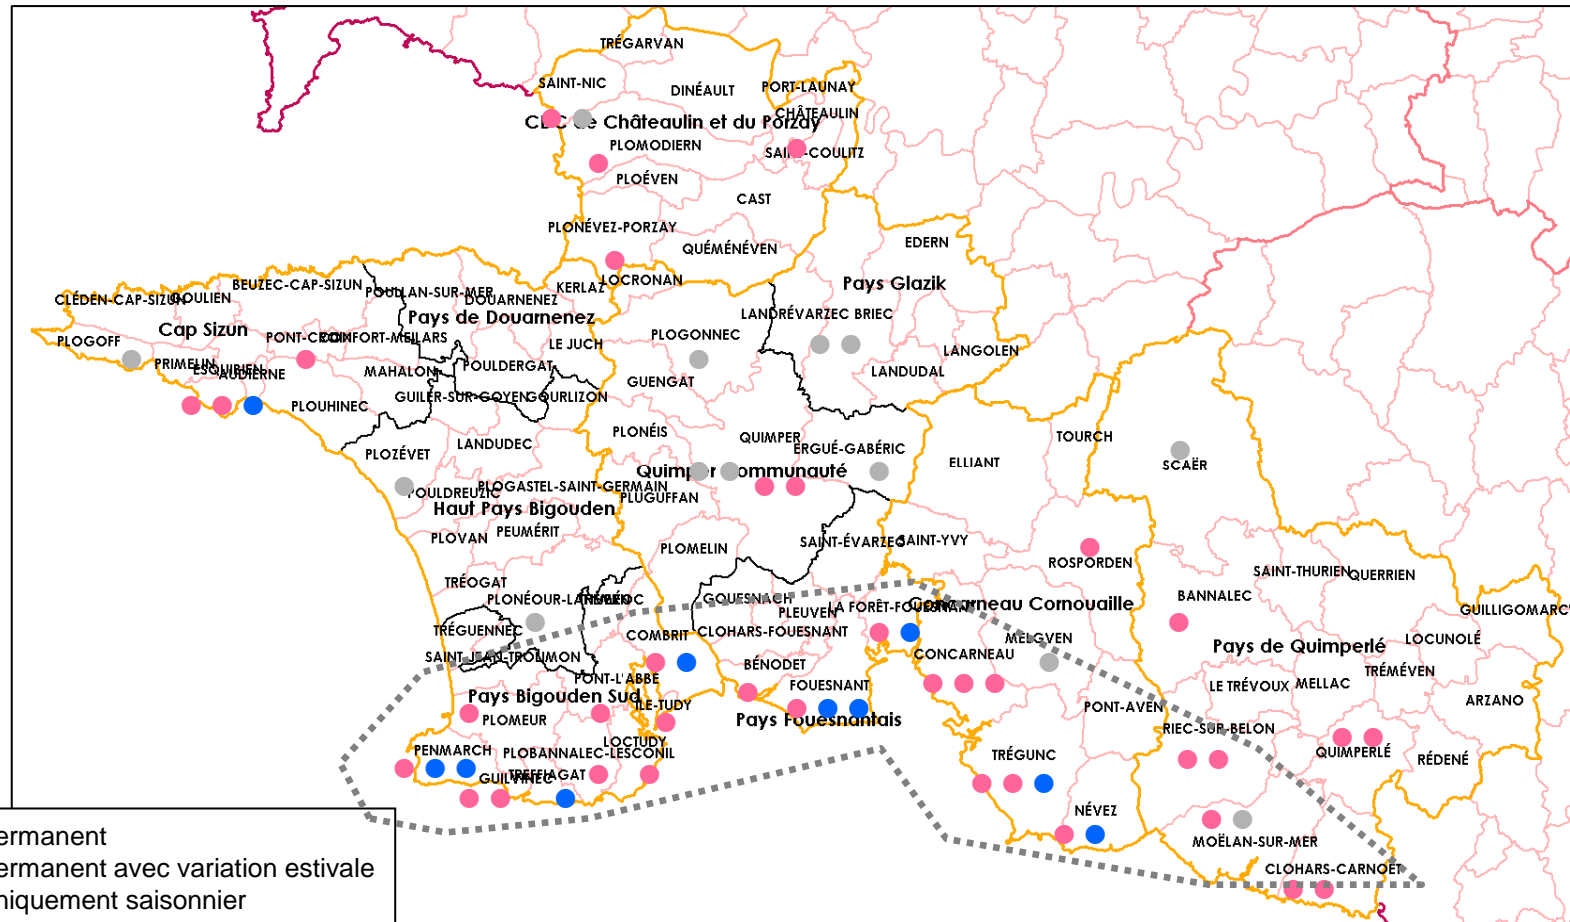 TRÉGARVAN
SAINT-NIC
DINÉAULT
PORT-LAUNAY
CHÂTEAULIN
de Châteaulin et du Porzay
PLOMODIERN
SAINT-COULITZ
PLOÉVEN
CAST
PLONÉVEZ-PORZAY
QUÉMÉNÉVEN
EDERN
LOCRONAN
KERLAZ
Pays Glazik
BEUZEC-CAP-SIZUN
GOULIEN
CLÉDEN-CAP-SIZUN
POULLAN-SUR-MER
DOUARNENEZ
LANDRÉVARZEC
BRIEC
Cap Sizun
Pays de Douarnenez
PLOGOFF
PONT-CROIX
CONFORT-MEILARS
LE JUCH
PLOGONNEC
LANGOLEN
PRIMELIN
ESQUIBIEN
AUDIERNE
MAHALON
POULDERGAT
GUENGAT
LANDUDAL
PLOUHINEC
GUILER-SUR-GOYEN
GOURLIZON
PLONÉIS
QUIMPER
ERGUÉ-GABÉRIC
TOURCH
PLOZÉVET
LANDUDEC
ELLIANT
SCAËR
Quimper Communauté
POULDREUZIC
PLOGASTEL-SAINT-GERMAIN
PLUGUFFAN
Haut Pays Bigouden
PLOVAN
PEUMÉRIT
PLOMELIN
SAINT-ÉVARZEC
SAINT-YVY
ROSPORDEN
SAINT-THURIEN
QUERRIEN
TRÉOGAT
PLONÉOUR-LANVERN
TRÉMÉOC
GOUESNACH
PLEUVEN
LA FORÊT-FOUESNANT
Concarneau Cornouaille
BANNALEC
GUILLIGOMARC'H
TRÉGUENNEC
COMBRIT
CLOHARS-FOUESNANT
MELGVEN
Pays de Quimperlé
LOCUNOLÉ
SAINT-JEAN-TROLIMON
BÉNODET
CONCARNEAU
TRÉMÉVEN
PONT-L'ABBÉ
FOUESNANT
LE TRÉVOUX
MELLAC
Pays Bigouden Sud
ÎLE-TUDY
Pays Fouesnantais
PONT-AVEN
ARZANO
PLOMEUR
RIEC-SUR-BELON
LOCTUDY
PENMARCH
PLOBANNALEC-LESCONIL
TRÉGUNC
QUIMPERLÉ
RÉDENÉ
GUILVINEC
TREFFIAGAT
NÉVEZ
MOËLAN-SUR-MER
CLOHARS-CARNOËT
ermanent
ermanent avec variation estivale
niquement saisonnier